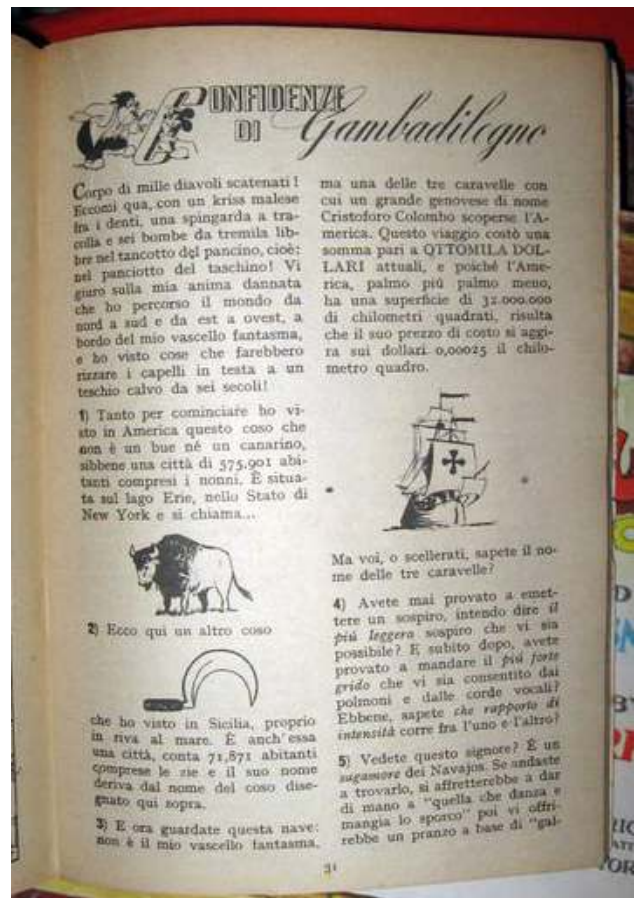 CONFIDENZE
DI Gambadilegno
Corpo di mille diavoli scatenati!
Eccomi qua, con un kriss malese
fra i denti, una spingarda a tra-
colla e sei bombe da tremila lib-
bre nel tancotto del pancino, cioè:
nel panciotto del taschino! Vi
giuro sulla mia anima dannata
che ho percorso il mondo da
nord a sud e da est a ovest, a
bordo del mio vascello fantasma,
e ho visto cose che farebbero
rizzare i capelli in testa a un
teschio calvo da sei secoli!
1) Tanto per cominciare ho vi-
sto in America questo coso che
non è un bue né un canarino,
sibbene una città di 575.901 abi-
tanti compresi i nonni. È situa-
ta sul lago Erie, nello Stato di
New York e si chiama...
2) Ecco qui un altro coso
che ho visto in Sicilia, proprio
in riva al mare. È anch'essa
una città, conta 71,871 abitanti
comprese le zie e il suo nome
deriva dal nome del coso dise-
gnato qui sopra.
3) E ora guardate questa nave:
non è il mio vascello fantasma,
ma una delle tre caravelle con
cui un grande genovese di nome
Cristoforo Colombo scoperse l'A-
merica. Questo viaggio costò una
somma pari a OTTOMILA DOL-
LARI attuali, e poiché l'Ame-
rica, palmo più palmo meno,
ha una superficie di 32.000.000
di chilometri quadrati, risulta
che il suo prezzo di costo si aggi-
ra sui dollari 0,00025 il chilo-
metro quadro.
Ma voi, o scellerati, sapete il no-
me delle tre caravelle?
4) Avete mai provato a emet-
tere un sospiro, intendo dire il
più leggero sospiro che vi sia
possibile? E subito dopo, avete
provato a mandare il più forte
grido che vi sia consentito dai
polmoni e dalle corde vocali?
Ebbene, sapete che rapporto di
intensità corre fra l'uno e l'altro?
5) Vedete questo signore? È un
sagamore dei Navajos. Se andaste
a trovarlo, si affretterebbe a dar
di mano a "quella che danza e
mangia lo sporco" poi vi offri-
rebbe un pranzo a base di "gal-
31